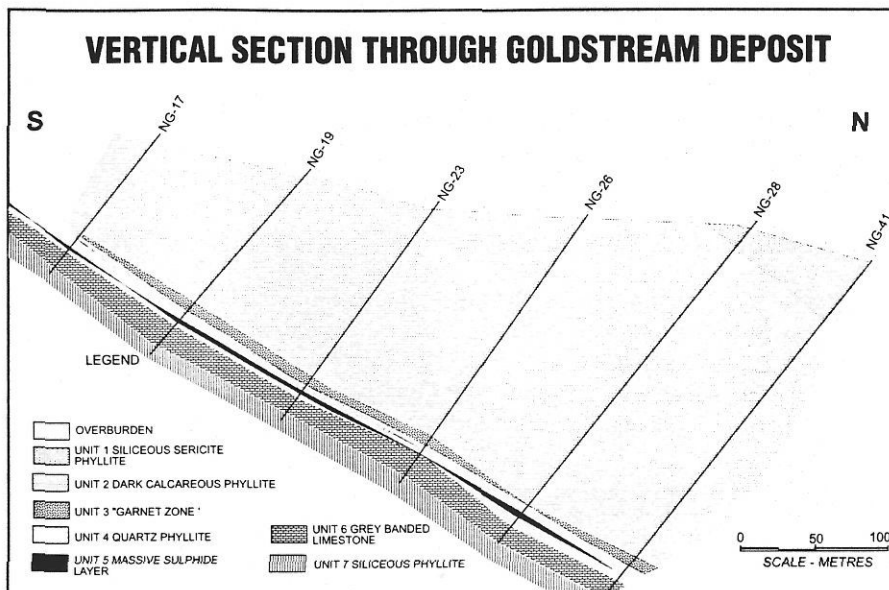 VERTICAL SECTION THROUGH GOLDSTREAM DEPOSIT
S
N
NG-17
NG-19
NG-23
NG-26
NG-28
NG-41
LEGEND
OVERBURDEN
UNIT 1 SILICEOUS SERICITE
PHYLLITE
UNIT 2 DARK CALCAREOUS PHYLLITE
UNIT 3 "GARNET ZONE '
UNIT 4 QUARTZ PHYLLITE
UNIT 5 MASSIVE SULPHIDE
LAYER
UNIT 6 GREY BANDED
LIMESTONE
UNIT 7 SILICEOUS PHYLLITE
0 50 100
SCALE - METRES